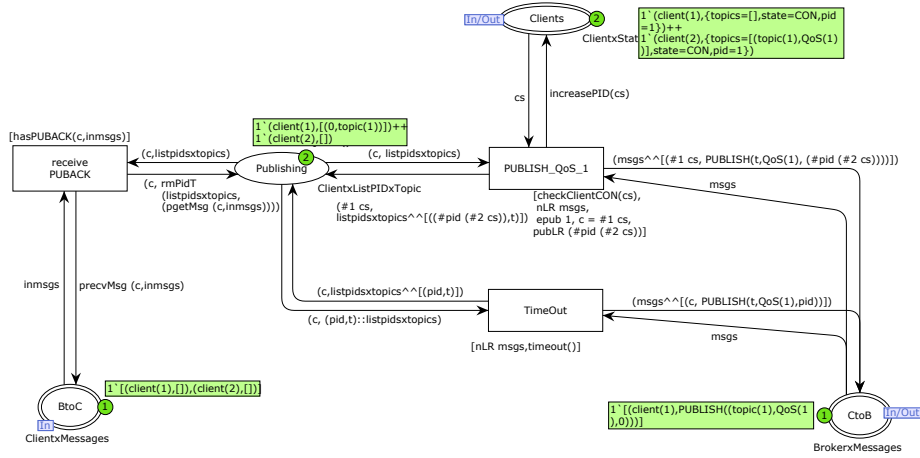 In/Out
Clients
2
ClientxStat
1`(client(1),{topics=[],state=CON,pid
=1})++
1`(client(2),{topics=[(topic(1),QoS(1)
)],state=CON,pid=1})
cs
increasePID(cs)
[hasPUBACK(c,inmsgs)]
receive
PUBACK
(c,listpidsxtopics)
(c, rmPidT
(listpidsxtopics,
(pgetMsg (c,inmsgs))))
1`(client(1),[(0,topic(1))])++
1`(client(2),[])
2
Publishing
(c, listpidsxtopics)
ClientxListPIDxTopic
(#1 cs,
listpidsxtopics^^[((#pid (#2 cs)),t)])
PUBLISH_QoS_1
[checkClientCON(cs),
nLR msgs,
epub 1, c = #1 cs,
pubLR (#pid (#2 cs))]
(msgs^^[(#1 cs, PUBLISH(t,QoS(1), (#pid (#2 cs))))])
msgs
inmsgs
precvMsg (c,inmsgs)
(c,listpidsxtopics^^[(pid,t)])
(c, (pid,t)::listpidsxtopics)
TimeOut
[nLR msgs,timeout()]
(msgs^^[(c, PUBLISH(t,QoS(1),pid))])
msgs
1`[(client(1),[]),(client(2),[])]
1
BtoC
In
ClientxMessages
1`[(client(1),PUBLISH((topic(1),QoS(1
),0)))]
1
CtoB
In/Out
BrokerxMessages